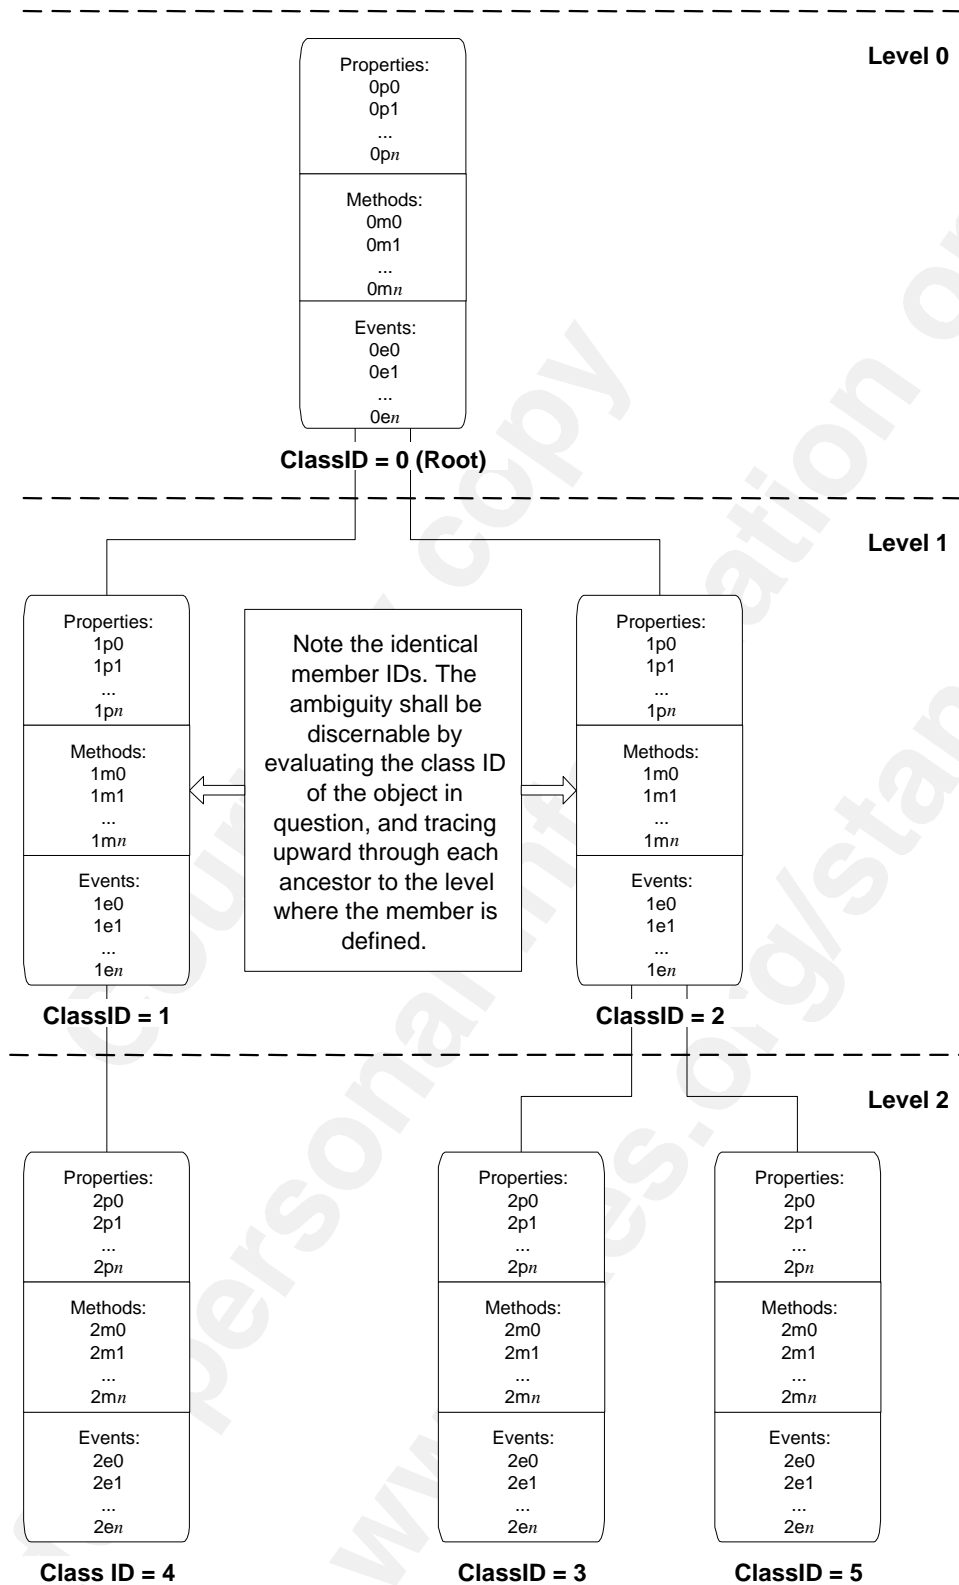 Level 0
Properties:
0p0
0p1
...
0pn
Methods:
0m0
0m1
...
0mn
Events:
0e0
0e1
...
0en
ClassID = 0 (Root)
Level 1
Properties:
1p0
1p1
...
1pn
Methods:
1m0
1m1
...
1mn
Events:
1e0
1e1
...
1en
ClassID = 1
Note the identical
member IDs. The
ambiguity shall be
discernable by
evaluating the class ID
of the object in
question, and tracing
upward through each
ancestor to the level
where the member is
defined.
Properties:
1p0
1p1
...
1pn
Methods:
1m0
1m1
...
1mn
Events:
1e0
1e1
...
1en
ClassID = 2
Level 2
Properties:
2p0
2p1
...
2pn
Methods:
2m0
2m1
...
2mn
Events:
2e0
2e1
...
2en
Class ID = 4
Properties:
2p0
2p1
...
2pn
Methods:
2m0
2m1
...
2mn
Events:
2e0
2e1
...
2en
ClassID = 3
Properties:
2p0
2p1
...
2pn
Methods:
2m0
2m1
...
2mn
Events:
2e0
2e1
...
2en
ClassID = 5
copy
personal